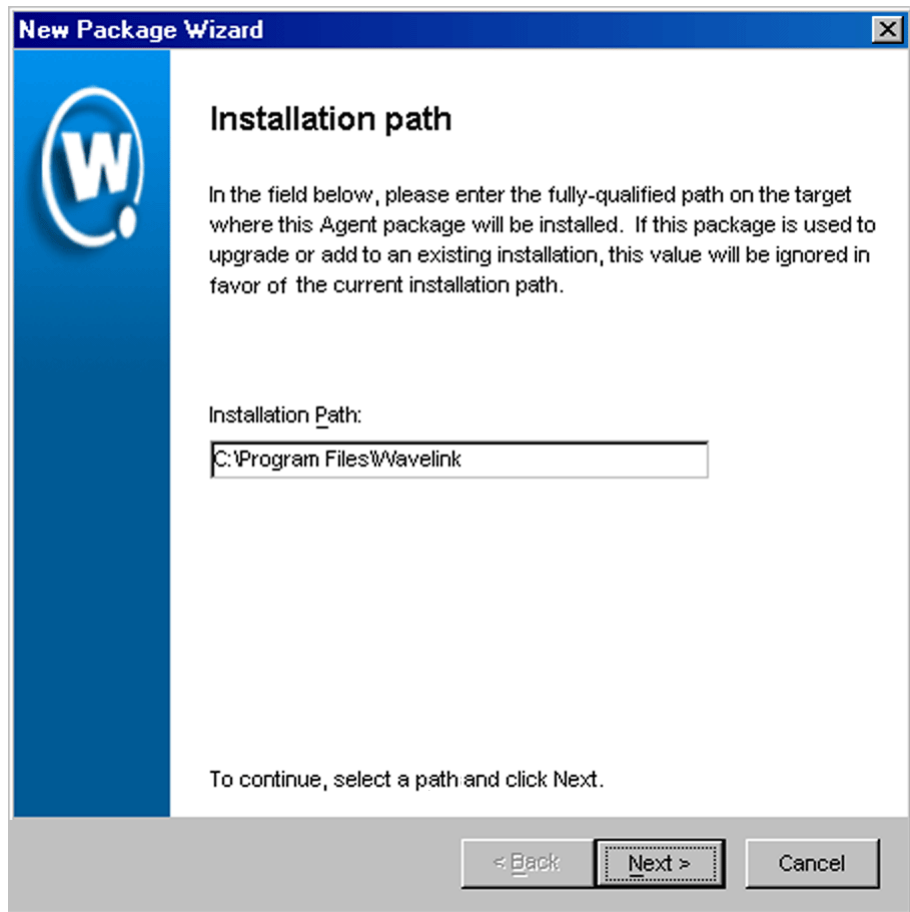 New Package Wizard
W
Installation path
In the field below, please enter the fully-qualified path on the target
where this Agent package will be installed. If this package is used to
upgrade or add to an existing installation, this value will be ignored in
favor of the current installation path.
Installation Path:
C:\Program Files\Wavelink
To continue, select a path and click Next.
< Back
Next >
Cancel